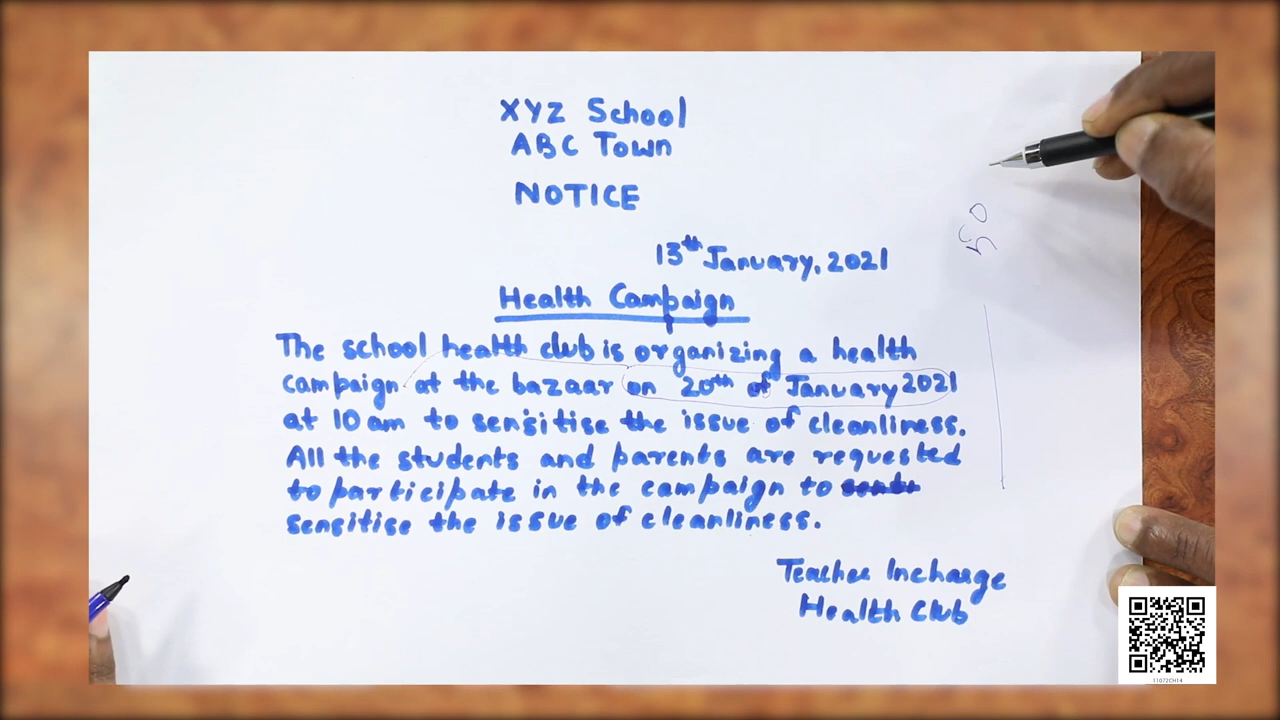 XYZ School
ABC Town
NOTICE
13th January, 2021
Health Campaign
The school health club is organizing a health
campaign at the bazaar on 20th of January 2021
at 10 am to sensitise the issue of cleanliness.
All the students and parents are requested
to participate in the campaign to
sensitise the issue of cleanliness.
Teacher Incharge
Health Club
50
11072CH14